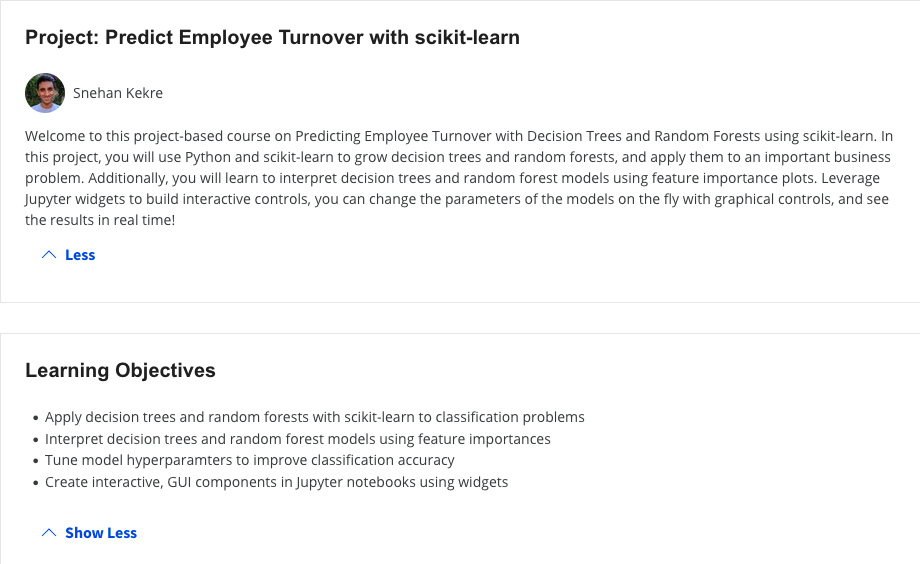 Project: Predict Employee Turnover with scikit-learn
Snehan Kekre
Welcome to this project-based course on Predicting Employee Turnover with Decision Trees and Random Forests using scikit-learn. In
this project, you will use Python and scikit-learn to grow decision trees and random forests, and apply them to an important business
problem. Additionally, you will learn to interpret decision trees and random forest models using feature importance plots. Leverage
Jupyter widgets to build interactive controls, you can change the parameters of the models on the fly with graphical controls, and see
the results in real time!
Less
Learning Objectives
• Apply decision trees and random forests with scikit-learn to classification problems
• Interpret decision trees and random forest models using feature importances
• Tune model hyperparamters to improve classification accuracy
• Create interactive, GUI components in Jupyter notebooks using widgets
Show Less